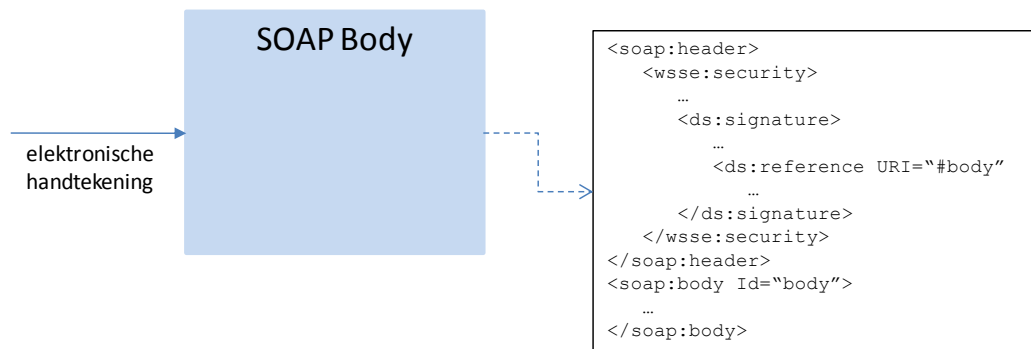 SOAP Body
elektronische
handtekening
<soap:header>
<wsse:security>
…
<ds:signature>
…
<ds:reference URI=“#body”
…
</ds:signature>
</wsse:security>
</soap:header>
<soap:body Id=“body”>
…
</soap:body>